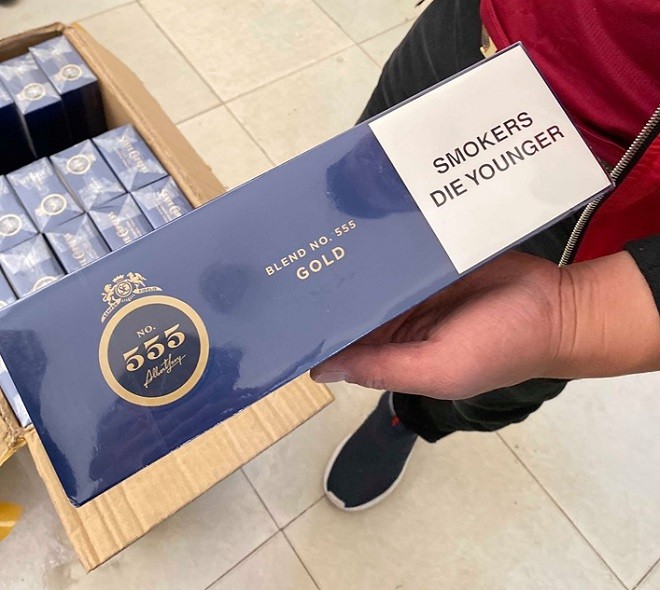 SMOKERS
DIE YOUNGER
BLEND NO. 555
GOLD
NO.
555